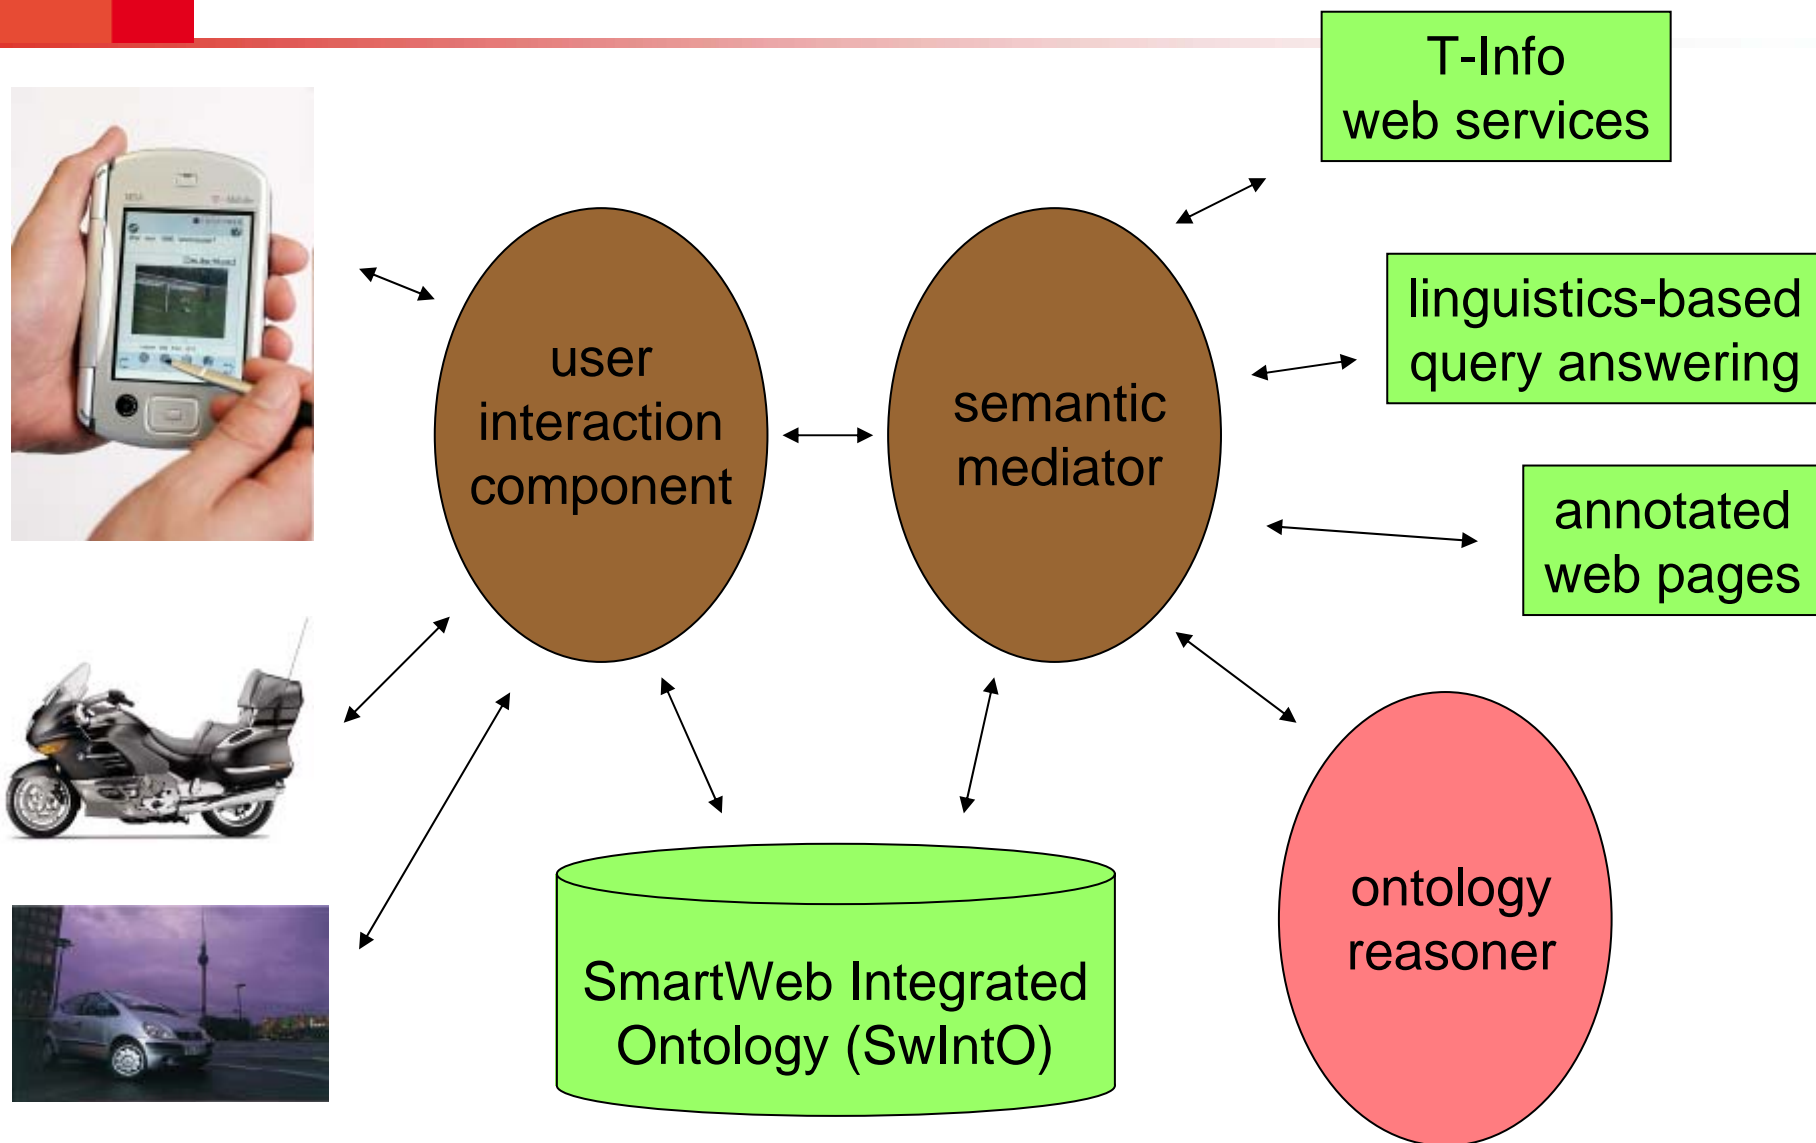 T-Info
web services
linguistics-based
query answering
annotated
web pages
user
interaction
component
semantic
mediator
ontology
reasoner
SmartWeb Integrated
Ontology (SwIntO)